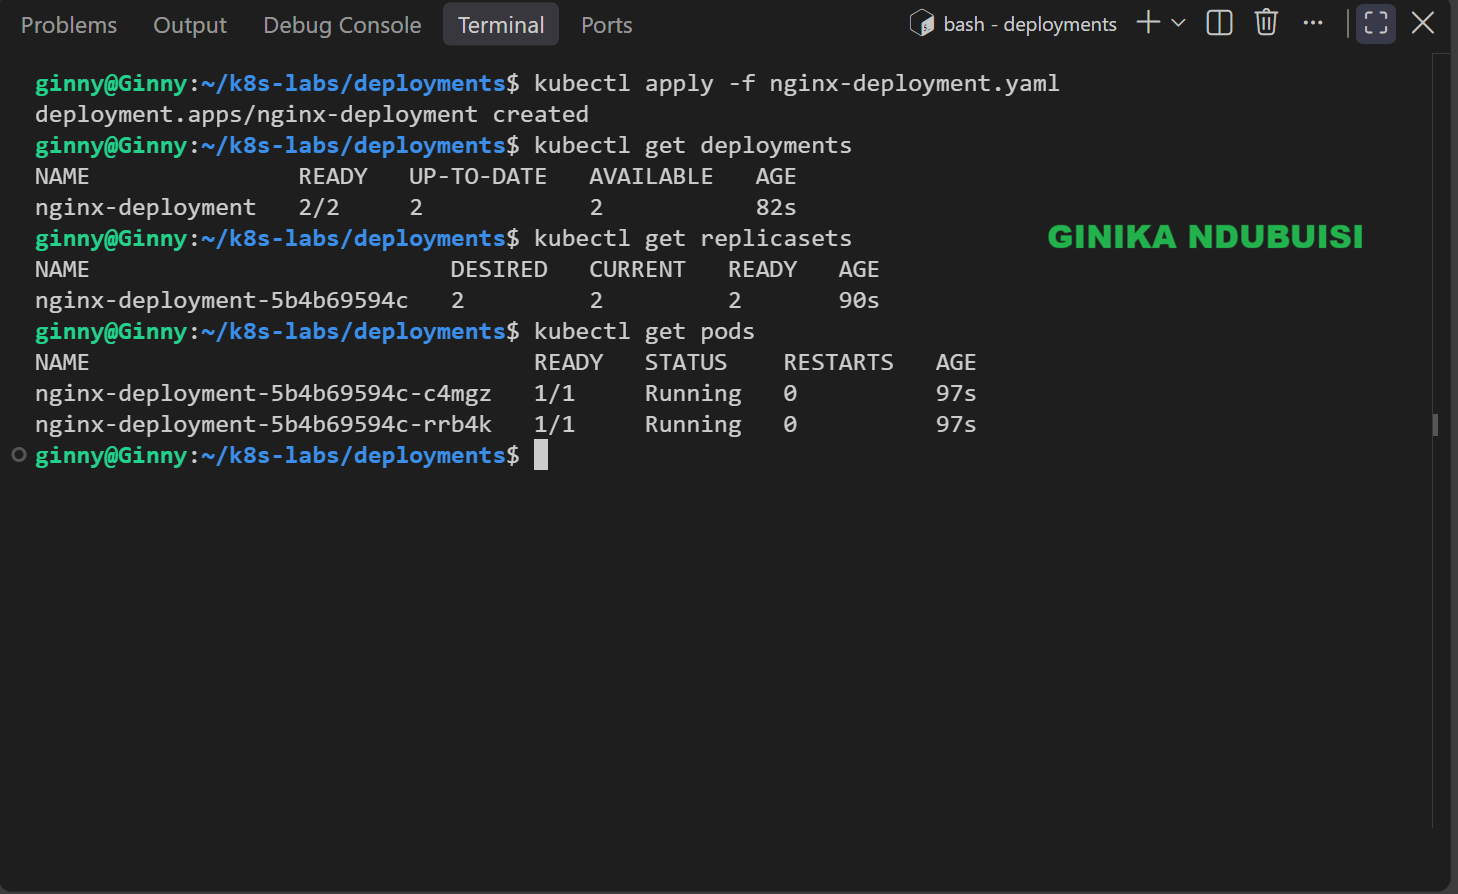 Problems Output Debug Console Terminal Ports bash - deployments
ginny@Ginny:~/k8s-labs/deployments$ kubectl apply -f nginx-deployment.yaml
deployment.apps/nginx-deployment created
ginny@Ginny:~/k8s-labs/deployments$ kubectl get deployments
NAME READY UP-TO-DATE AVAILABLE AGE
nginx-deployment 2/2 2 2 82s
ginny@Ginny:~/k8s-labs/deployments$ kubectl get replicasets
GINIKA NDUBUISI
NAME DESIRED CURRENT READY AGE
nginx-deployment-5b4b69594c 2 2 2 90s
ginny@Ginny:~/k8s-labs/deployments$ kubectl get pods
NAME READY STATUS RESTARTS AGE
nginx-deployment-5b4b69594c-c4mgz 1/1 Running 0 97s
nginx-deployment-5b4b69594c-rrb4k 1/1 Running 0 97s
ginny@Ginny:~/k8s-labs/deployments$